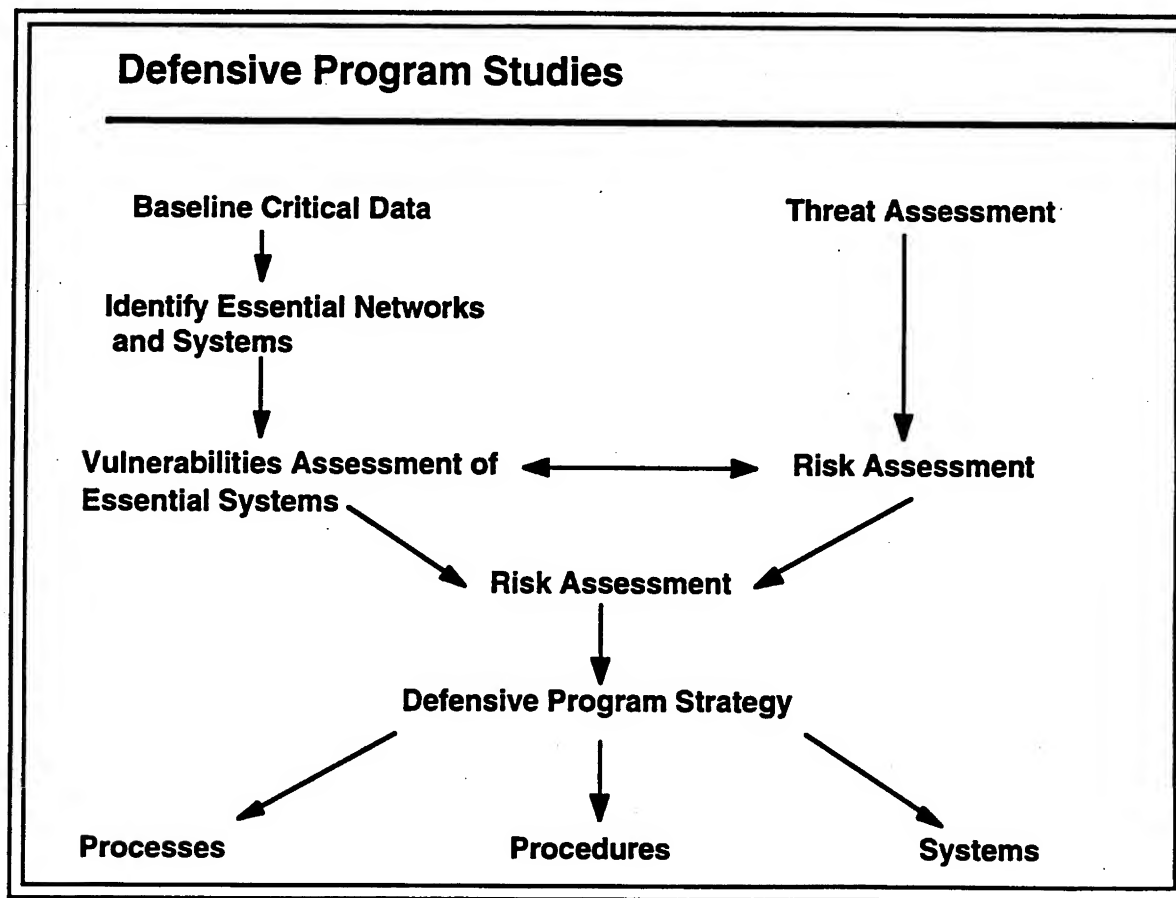 Defensive Program Studies
Baseline Critical Data
Threat Assessment
Identify Essential Networks
and Systems
Vulnerabilities Assessment of
Essential Systems
Risk Assessment
Risk Assessment
Defensive Program Strategy
Processes
Procedures
Systems